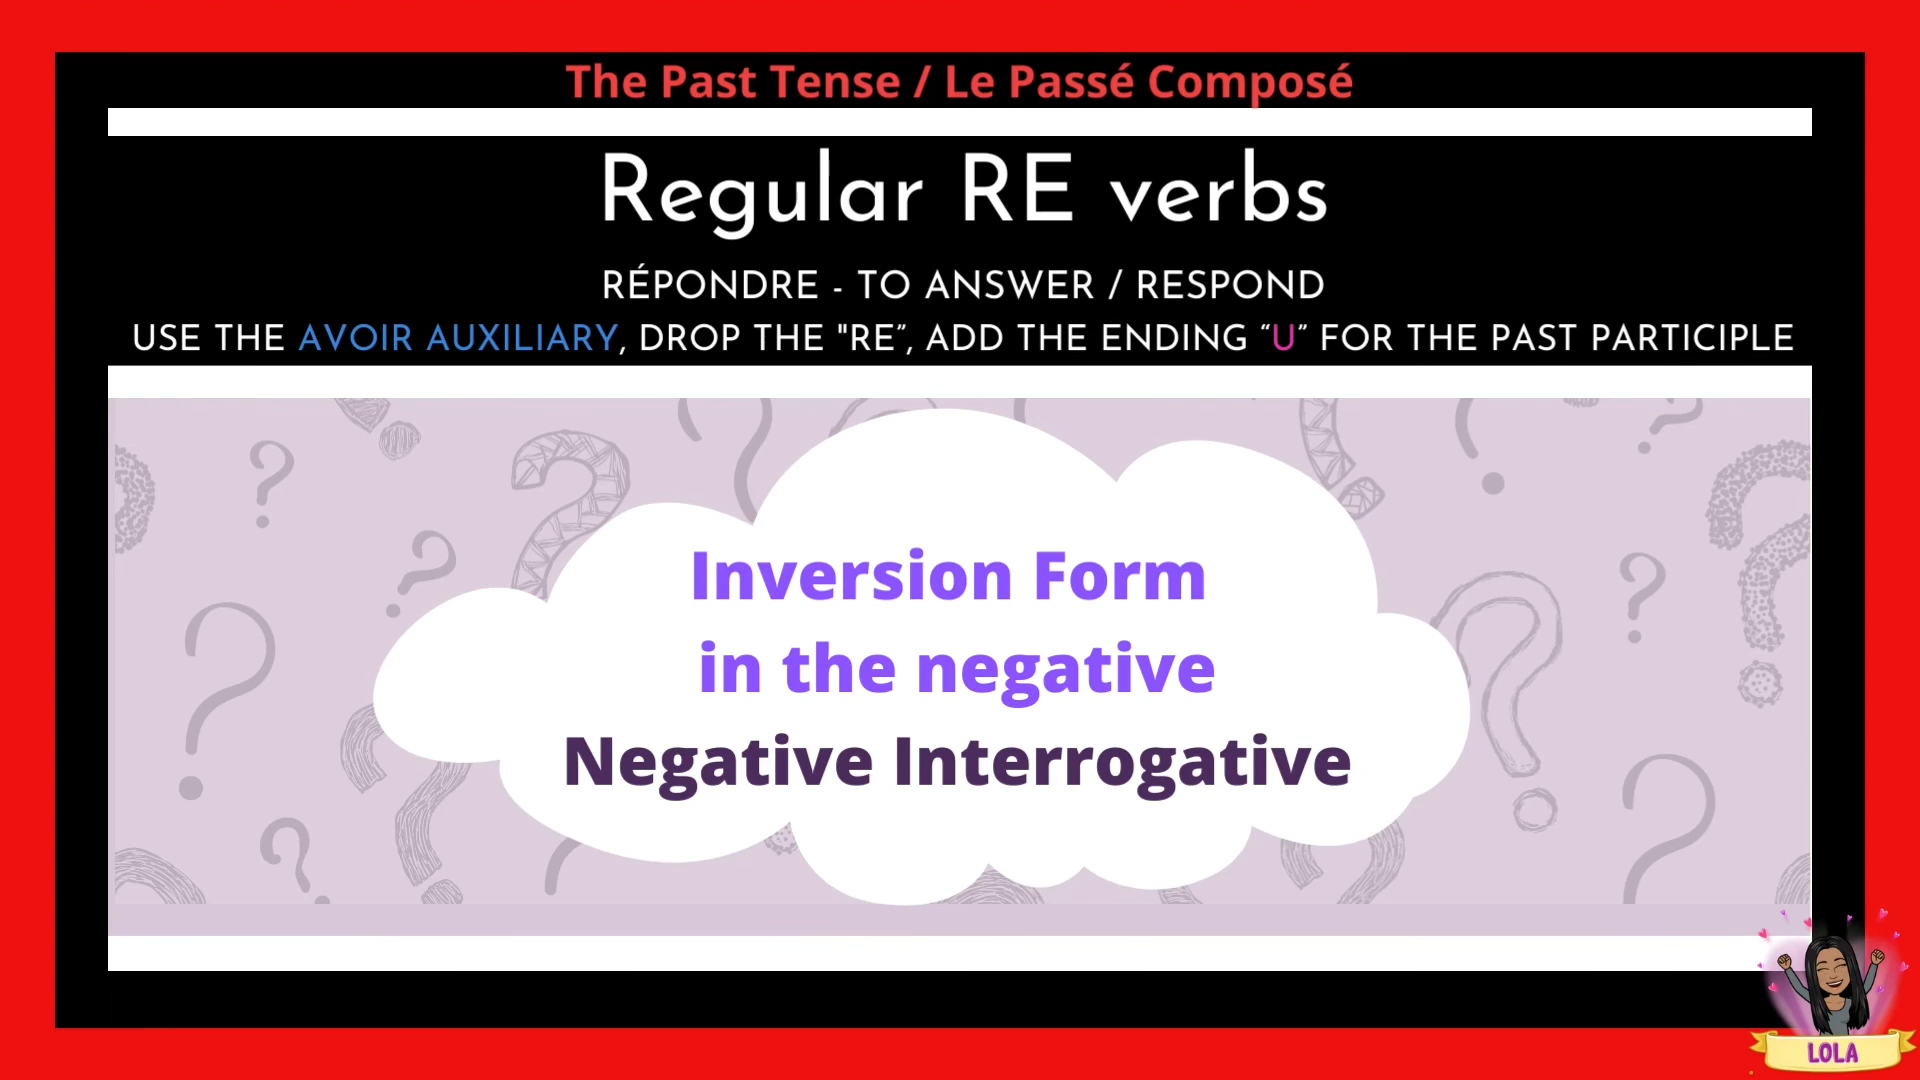 The Past Tense / Le Passé Composé
Regular RE verbs
RÉPONDRE - TO ANSWER / RESPOND
USE THE AVOIR AUXILIARY, DROP THE "RE”, ADD THE ENDING “U” FOR THE PAST PARTICIPLE
Inversion Form
in the negative
Negative Interrogative
LOLA